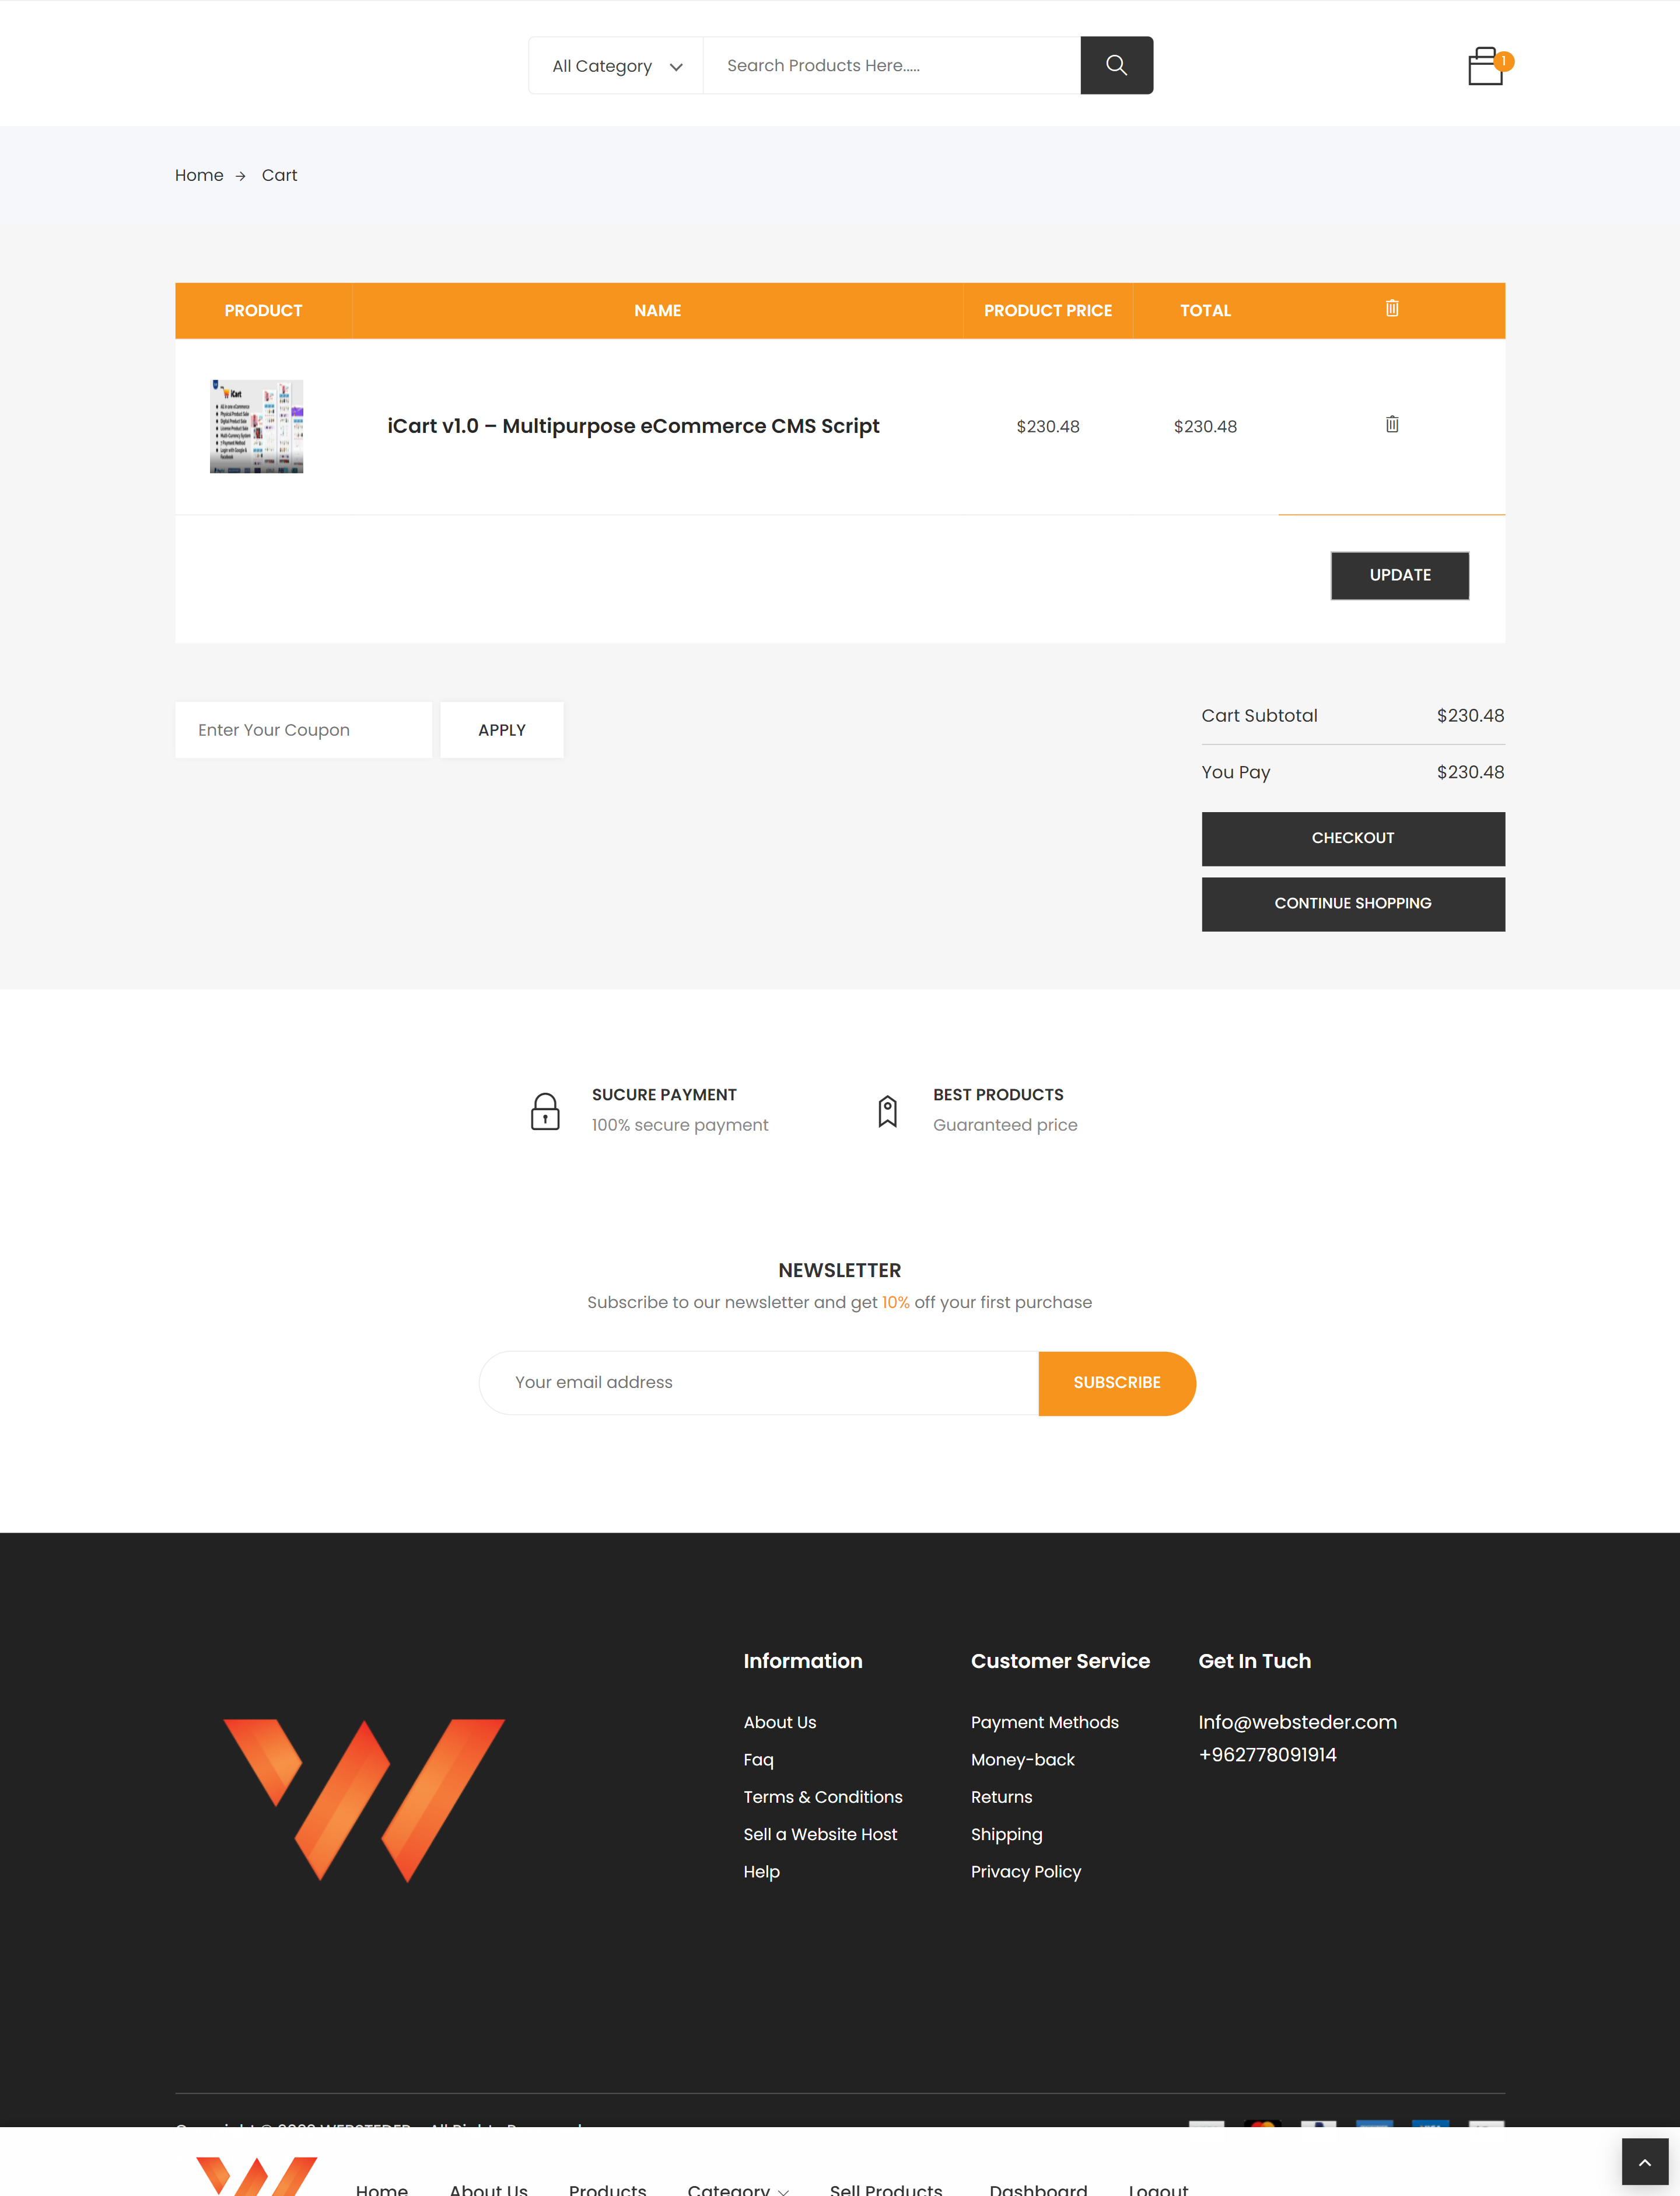 All Category
Search Products Here.....
1
Home → Cart
PRODUCT NAME PRODUCT PRICE TOTAL
iCart
iCart v1.0 – Multipurpose eCommerce CMS Script $230.48 $230.48
UPDATE
Enter Your Coupon APPLY
Cart Subtotal $230.48
You Pay $230.48
CHECKOUT
CONTINUE SHOPPING
SUCURE PAYMENT
100% secure payment
BEST PRODUCTS
Guaranteed price
NEWSLETTER
Subscribe to our newsletter and get 10% off your first purchase
Your email address SUBSCRIBE
Information
About Us
Faq
Terms & Conditions
Sell a Website Host
Help
Customer Service
Payment Methods
Money-back
Returns
Shipping
Privacy Policy
Get In Tuch
Info@websteder.com
+962778091914
Home About Us Products Category Sell Products Dashboard Logout